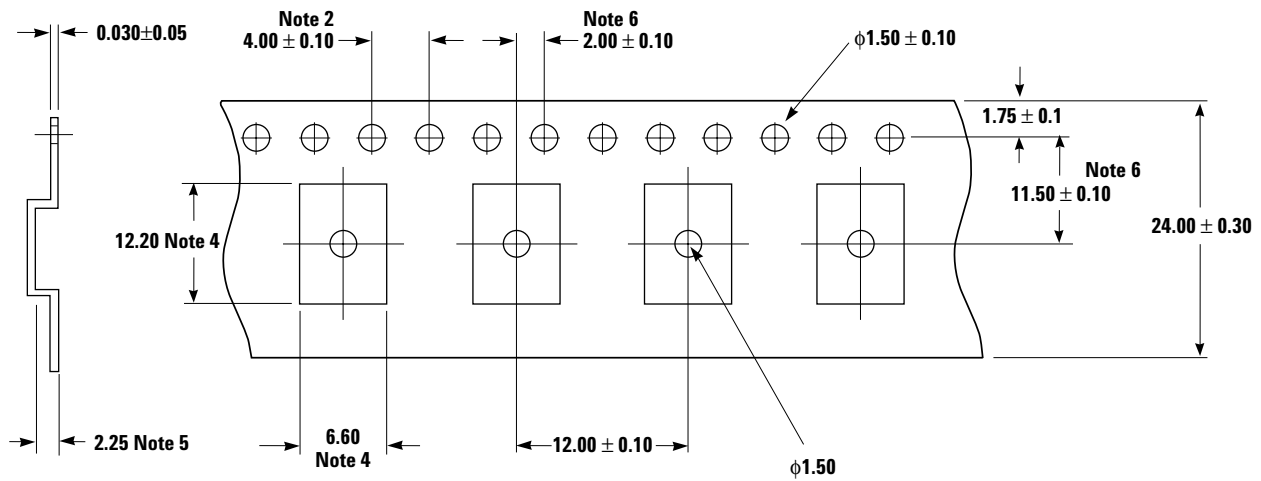 0.030±0.05
Note 2
4.00 ± 0.10
Note 6
2.00 ± 0.10
ϕ1.50 ± 0.10
1.75 ± 0.1
Note 6
11.50 ± 0.10
24.00 ± 0.30
12.20 Note 4
2.25 Note 5
6.60
Note 4
12.00 ± 0.10
ϕ1.50